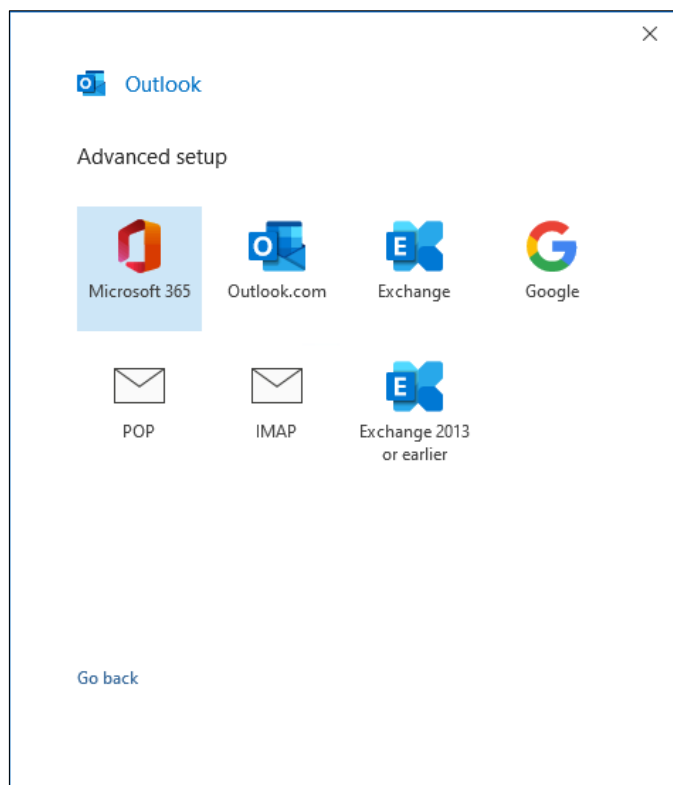 Outlook
Advanced setup
Microsoft 365
Outlook.com
Exchange
Google
POP
IMAP
Exchange 2013
or earlier
Go back